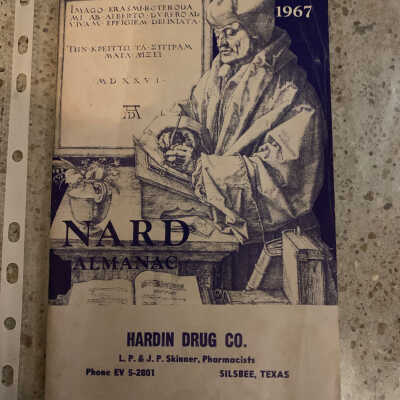 1967
IMAGO·ERASMI·ROTERODA
MI·AB·ALBERTO·DVRERO·AD
VIVAM·EFFIGIEM·DELINIATA·
ΤΗΝ·ΚΡΕΙΤΤΩ·ΤΑ·ΣΥΓΓΡΑΜ
ΜΑΤΑ·ΔΙΞΕΙ
·MDXXVI·
AD
NARD
ALMANAC
HARDIN DRUG CO.
L. P. & J. P. Skinner, Pharmacists
Phone EV 5-2801 SILSBEE, TEXAS